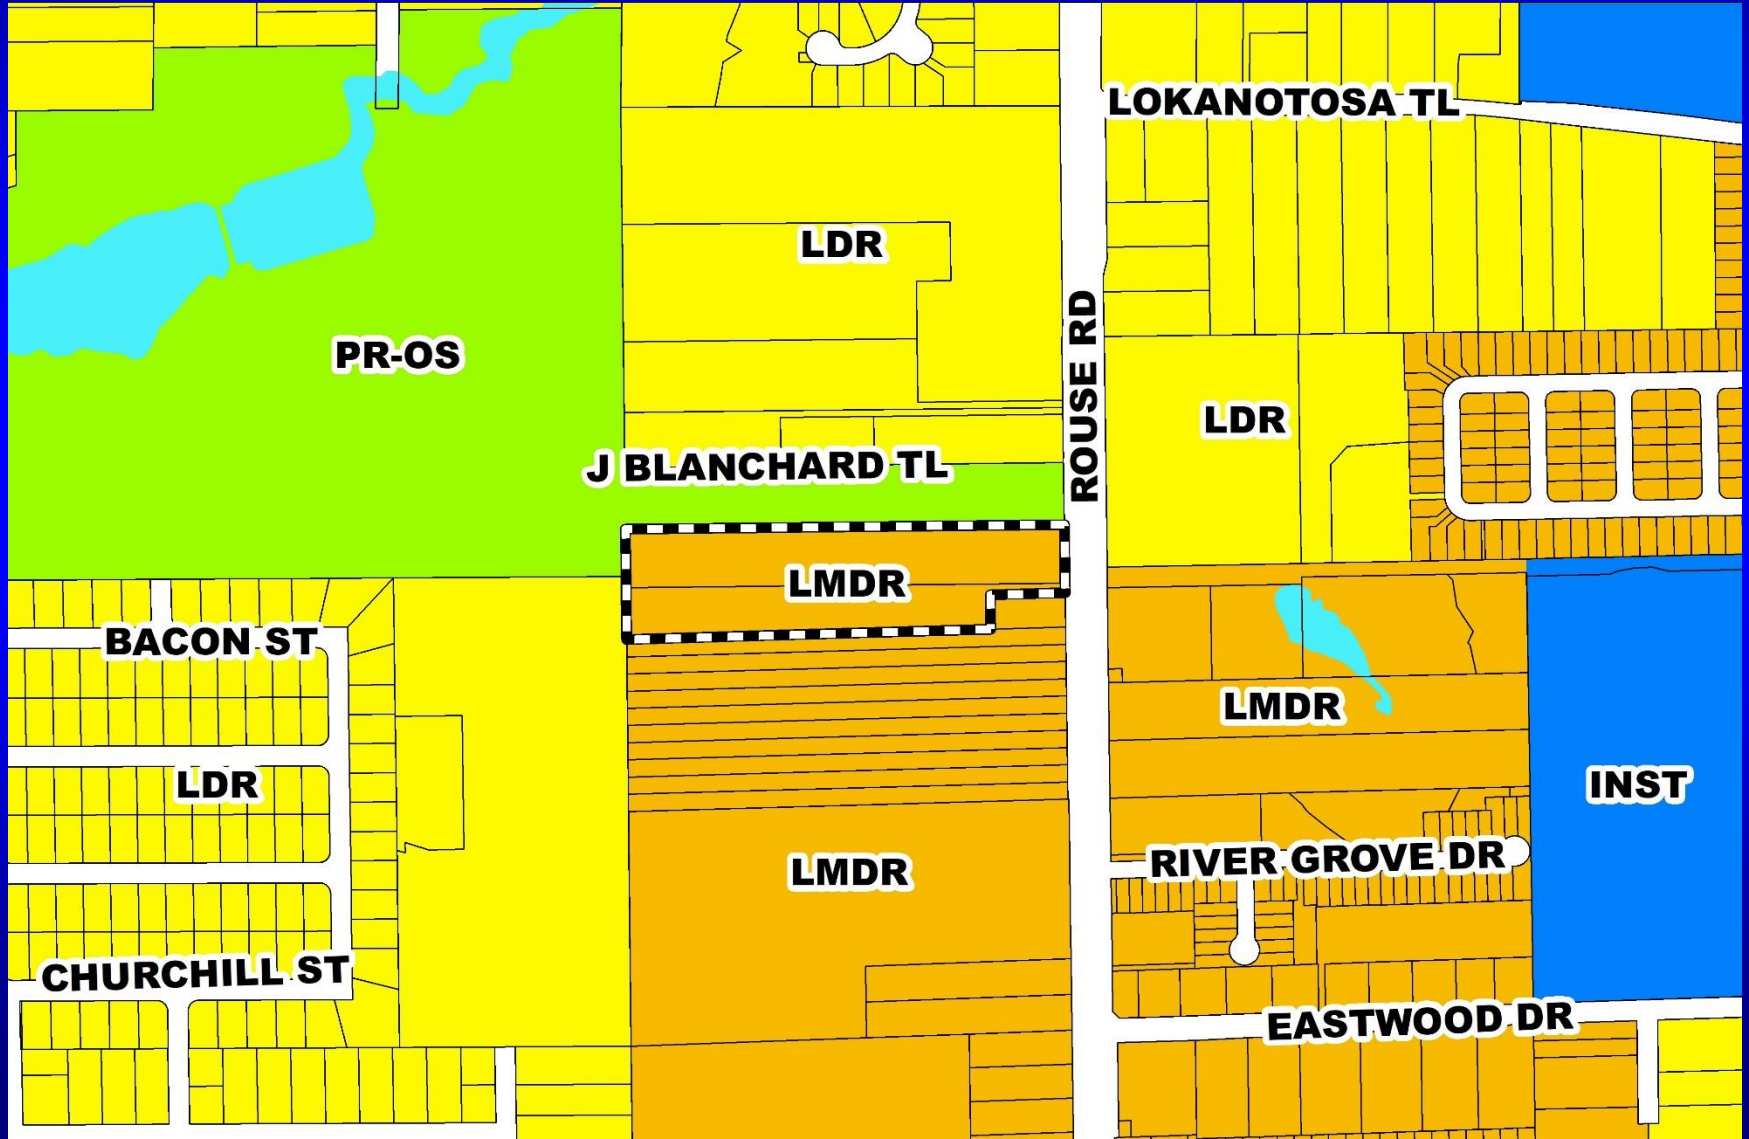 LOKANOTOSA TL
LDR
PR-OS
ROUSE RD
LDR
J BLANCHARD TL
LMDR
BACON ST
LMDR
LDR
INST
RIVER GROVE DR
LMDR
CHURCHILL ST
EASTWOOD DR